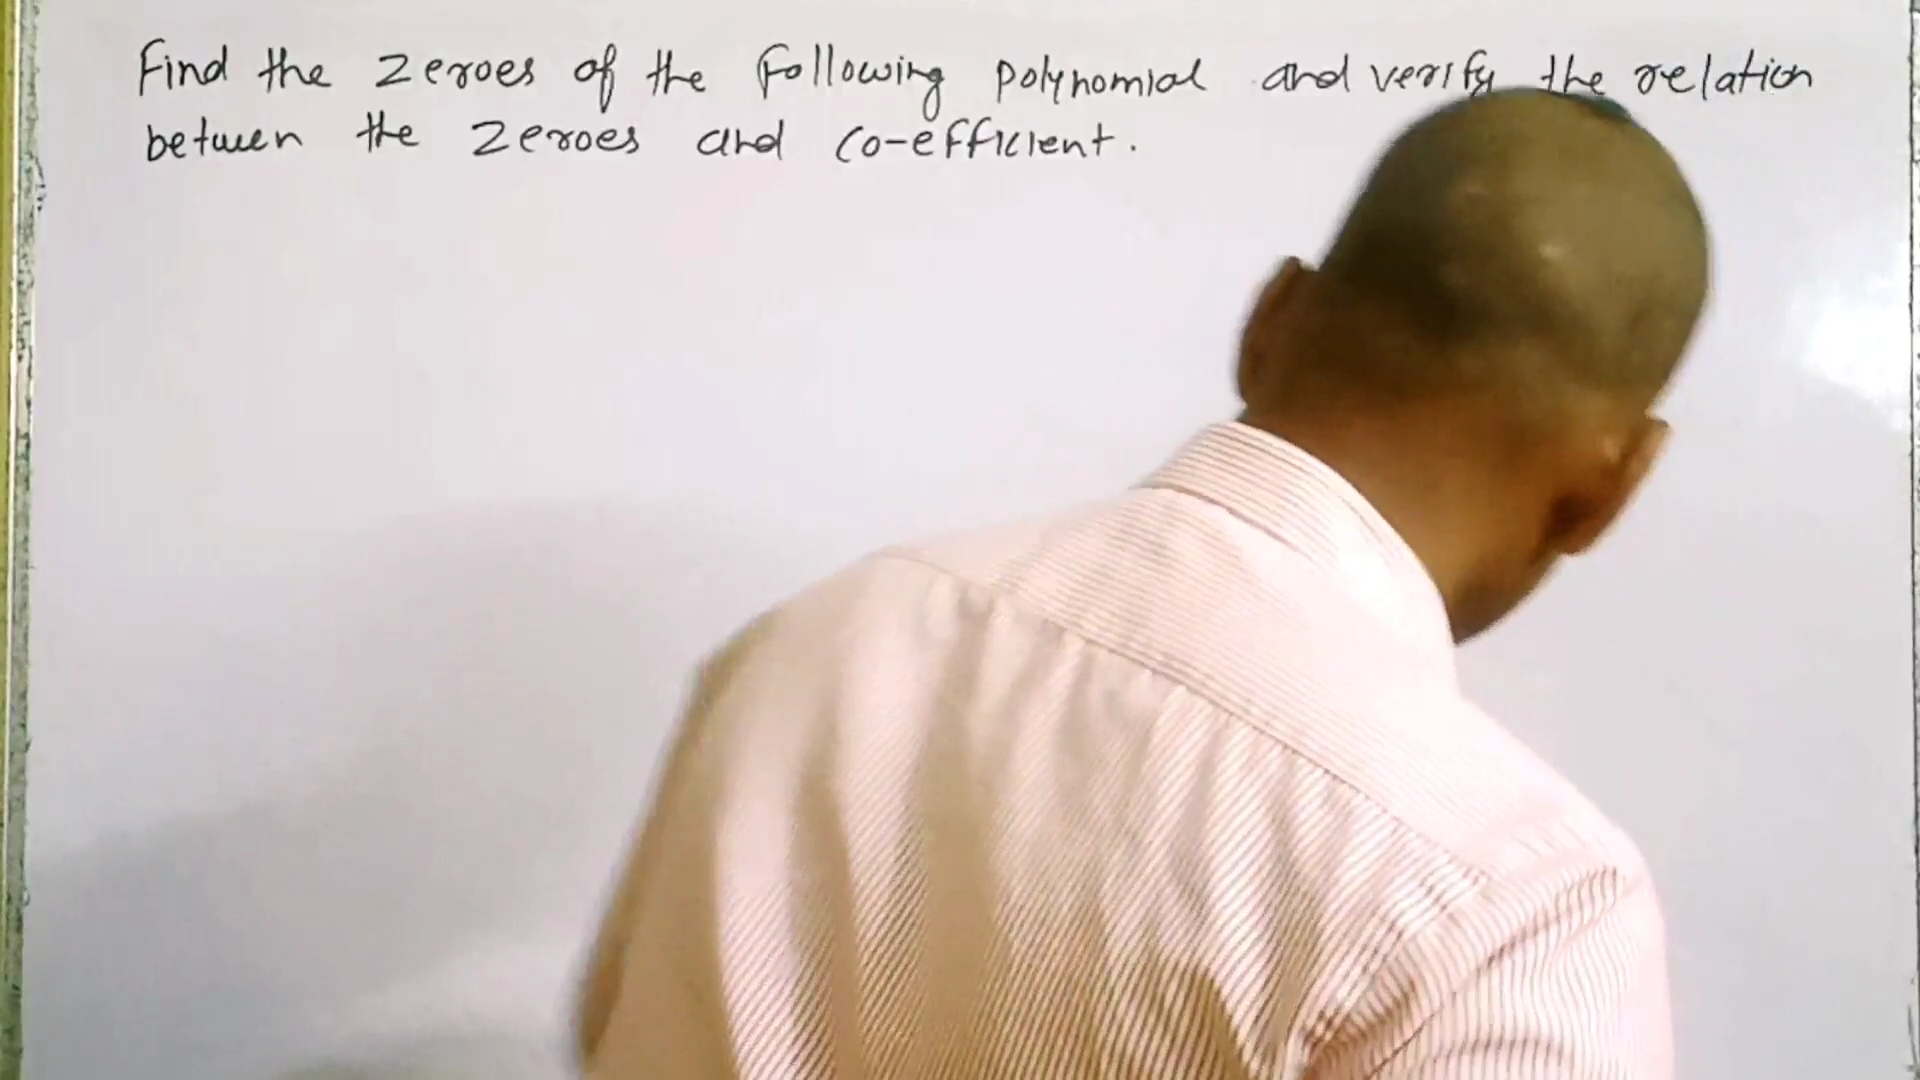 Find the zeroes of the following polynomial and verify the relation
between the zeroes and co-efficient.